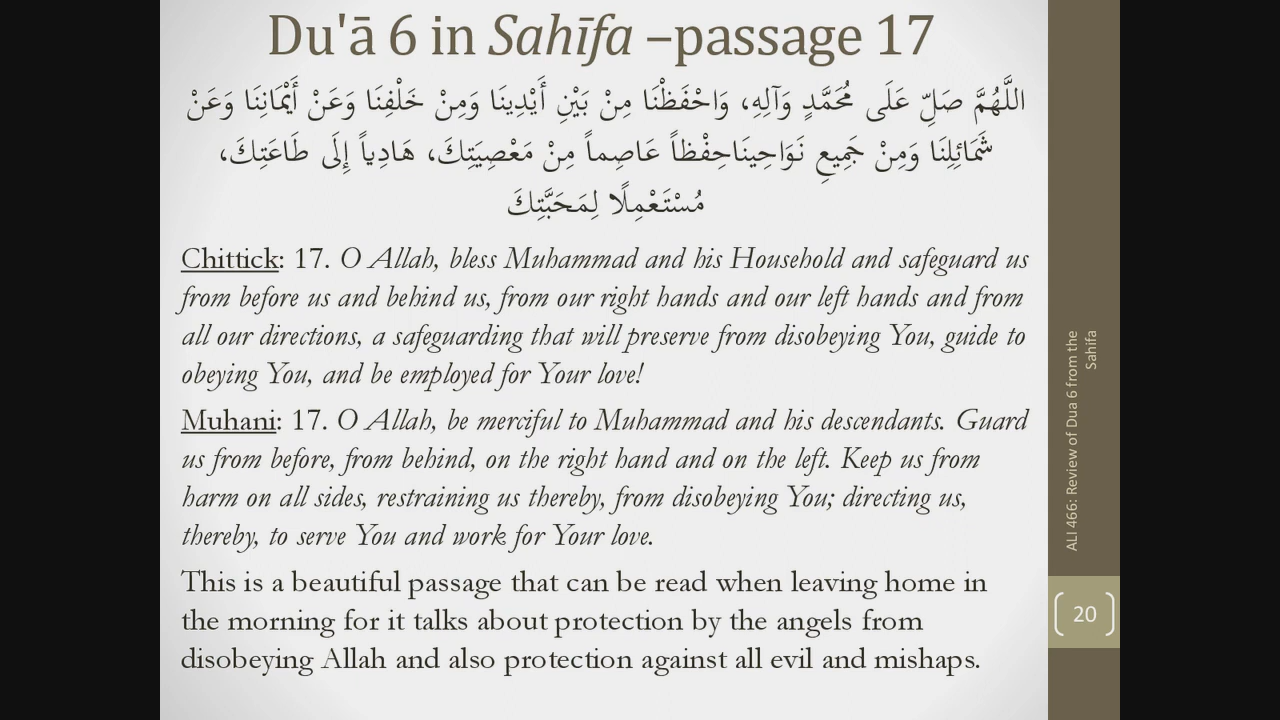 Du'ā 6 in Sahīfa –passage 17
اللَّهُمَّ صَلِّ عَلَى مُحَمَّدٍ وَآلِهِ، وَاحْفَظْنَا مِنْ بَيْنِ أَيْدِينَا وَمِنْ خَلْفِنَا وَعَنْ أَيْمَانِنَا وَعَنْ
شَمَائِلِنَا وَمِنْ جَمِيعِ نَوَاحِينَاحِفْظاً عَاصِماً مِنْ مَعْصِيَتِكَ، هَادِياً إِلَى طَاعَتِكَ،
مُسْتَعْمِلًا لِمَحَبَّتِكَ
Chittick: 17. O Allah, bless Muhammad and his Household and safeguard us
from before us and behind us, from our right hands and our left hands and from
all our directions, a safeguarding that will preserve from disobeying You, guide to
obeying You, and be employed for Your love!
Muhani: 17. O Allah, be merciful to Muhammad and his descendants. Guard
us from before, from behind, on the right hand and on the left. Keep us from
harm on all sides, restraining us thereby, from disobeying You; directing us,
thereby, to serve You and work for Your love.
This is a beautiful passage that can be read when leaving home in
the morning for it talks about protection by the angels from
disobeying Allah and also protection against all evil and mishaps.
ALI 466: Review of Dua 6 from the
Sahifa
20